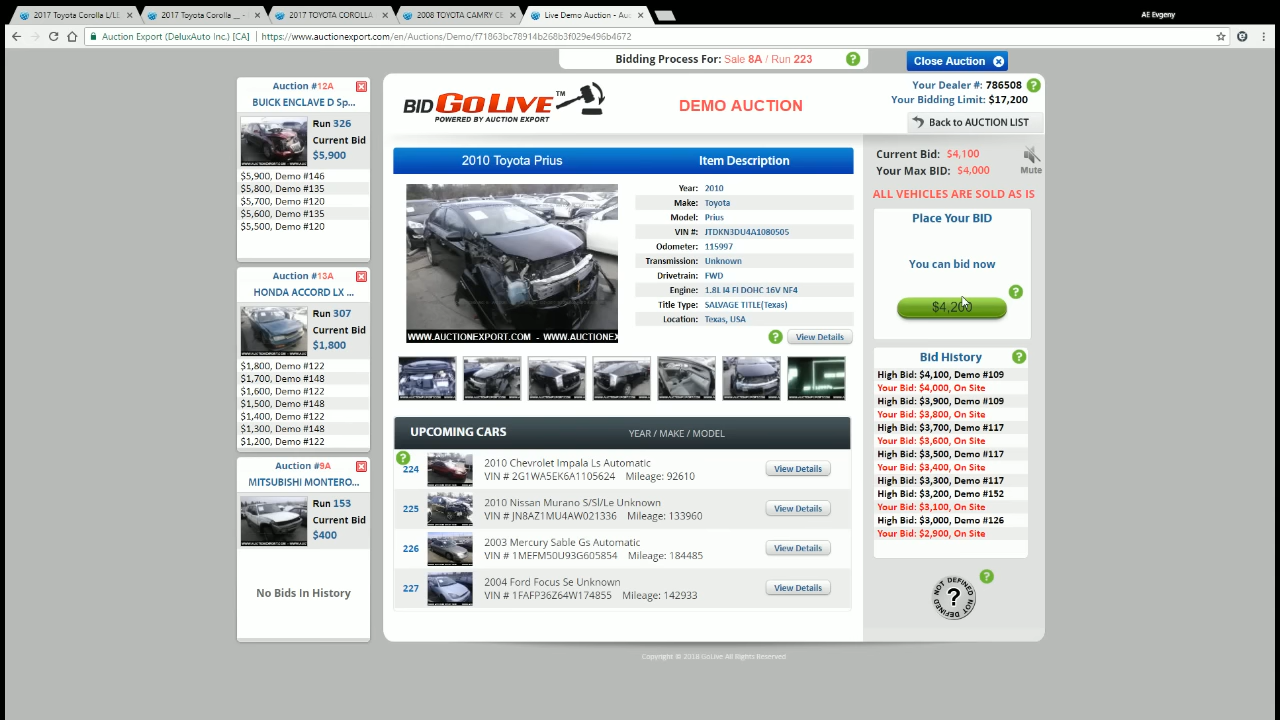 2017 Toyota Corolla L/LI
2017 Toyota Corolla __ -
2017 TOYOTA COROLLA
2008 TOYOTA CAMRY CE
Live Demo Auction - Au
AE Evgeny
Auction Export (DeluxAuto Inc.) [CA] https://www.auctionexport.com/en/Auctions/Demo/f71863bc78914b268b3f029e496b4672
Bidding Process For: Sale 8A / Run 223
Close Auction
Auction #12A
BUICK ENCLAVE D Sp...
Run 326
Current Bid
$5,900
$5,900, Demo #146
$5,800, Demo #135
$5,700, Demo #120
$5,600, Demo #135
$5,500, Demo #120
Auction #13A
HONDA ACCORD LX ...
Run 307
Current Bid
$1,800
$1,800, Demo #122
$1,700, Demo #148
$1,600, Demo #122
$1,500, Demo #148
$1,400, Demo #122
$1,300, Demo #148
$1,200, Demo #122
Auction #9A
MITSUBISHI MONTERO...
Run 153
Current Bid
$400
No Bids In History
BID GOLIVE™
POWERED BY AUCTION EXPORT
DEMO AUCTION
Your Dealer #: 786508
Your Bidding Limit: $17,200
Back to AUCTION LIST
2010 Toyota Prius Item Description
WWW.AUCTIONEXPORT.COM - WWW.AUCTIONEX
Year: 2010
Make: Toyota
Model: Prius
VIN #: JTDKN3DU4A1080505
Odometer: 115997
Transmission: Unknown
Drivetrain: FWD
Engine: 1.8L I4 FI DOHC 16V NF4
Title Type: SALVAGE TITLE(Texas)
Location: Texas, USA
View Details
UPCOMING CARS YEAR / MAKE / MODEL
224 2010 Chevrolet Impala Ls Automatic
VIN # 2G1WA5EK6A1105624 Mileage: 92610
View Details
225 2010 Nissan Murano S/Sl/Le Unknown
VIN # JN8AZ1MU4AW021336 Mileage: 133960
View Details
226 2003 Mercury Sable Gs Automatic
VIN # 1MEFM50U93G605854 Mileage: 184485
View Details
227 2004 Ford Focus Se Unknown
VIN # 1FAFP36Z64W174855 Mileage: 142933
View Details
Current Bid: $4,100
Your Max BID: $4,000
Mute
ALL VEHICLES ARE SOLD AS IS
Place Your BID
You can bid now
$4,200
Bid History
High Bid: $4,100, Demo #109
Your Bid: $4,000, On Site
High Bid: $3,900, Demo #109
Your Bid: $3,800, On Site
High Bid: $3,700, Demo #117
Your Bid: $3,600, On Site
High Bid: $3,500, Demo #117
Your Bid: $3,400, On Site
High Bid: $3,300, Demo #117
High Bid: $3,200, Demo #152
Your Bid: $3,100, On Site
High Bid: $3,000, Demo #126
Your Bid: $2,900, On Site
NOT DEFINED NOT DEFINED
Copyright © 2018 GoLive All Rights Reserved